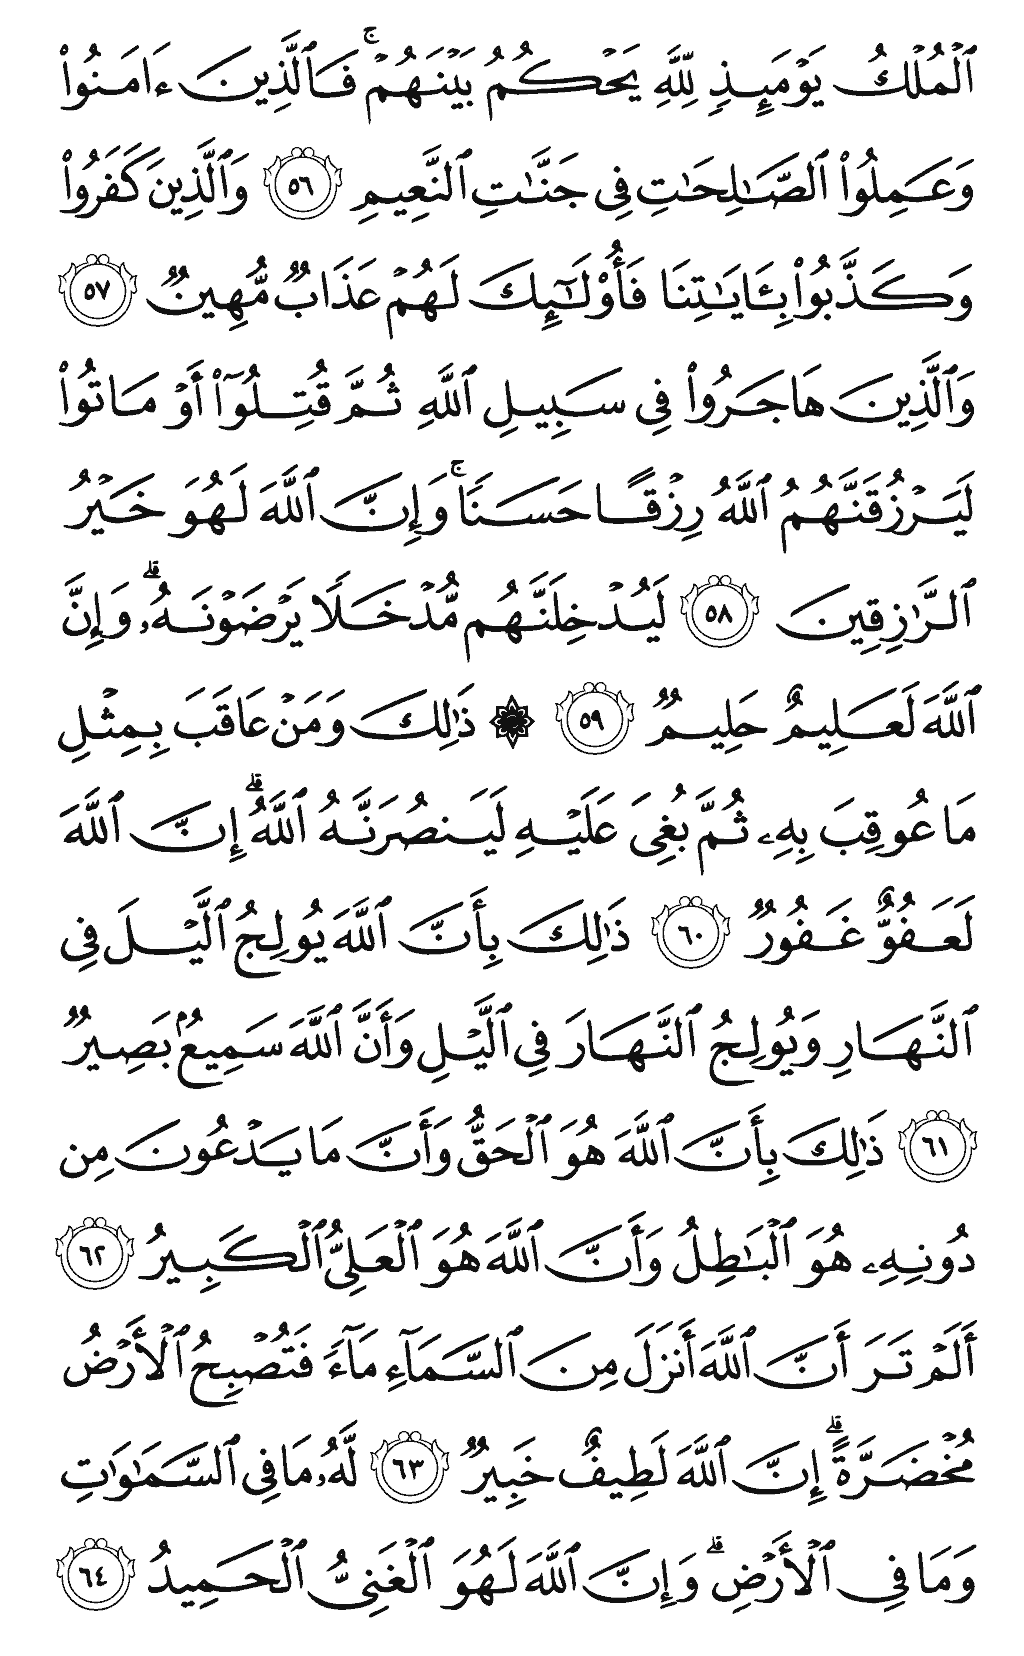 ٱلْمُلْكُ يَوْمَئِذٍ لِّلَّهِ يَحْكُمُ بَيْنَهُمْ ۚ فَٱلَّذِينَ ءَامَنُوا۟
وَعَمِلُوا۟ ٱلصَّـٰلِحَـٰتِ فِى جَنَّـٰتِ ٱلنَّعِيمِ ٥٦ وَٱلَّذِينَ كَفَرُوا۟
وَكَذَّبُوا۟ بِـَٔايَـٰتِنَا فَأُو۟لَـٰٓئِكَ لَهُمْ عَذَابٌ مُّهِينٌ ٥٧
وَٱلَّذِينَ هَاجَرُوا۟ فِى سَبِيلِ ٱللَّهِ ثُمَّ قُتِلُوٓا۟ أَوْ مَاتُوا۟
لَيَرْزُقَنَّهُمُ ٱللَّهُ رِزْقًا حَسَنًا ۚ وَإِنَّ ٱللَّهَ لَهُوَ خَيْرُ
ٱلرَّٰزِقِينَ ٥٨ لَيُدْخِلَنَّهُم مُّدْخَلًا يَرْضَوْنَهُۥ ۗ وَإِنَّ
ٱللَّهَ لَعَلِيمٌ حَلِيمٌ ٥٩ ۞ ذَٰلِكَ وَمَنْ عَاقَبَ بِمِثْلِ
مَا عُوقِبَ بِهِۦ ثُمَّ بُغِىَ عَلَيْهِ لَيَنصُرَنَّهُ ٱللَّهُ ۗ إِنَّ ٱللَّهَ
لَعَفُوٌّ غَفُورٌ ٦٠ ذَٰلِكَ بِأَنَّ ٱللَّهَ يُولِجُ ٱلَّيْلَ فِى
ٱلنَّهَارِ وَيُولِجُ ٱلنَّهَارَ فِى ٱلَّيْلِ وَأَنَّ ٱللَّهَ سَمِيعٌۢ بَصِيرٌ
٦١ ذَٰلِكَ بِأَنَّ ٱللَّهَ هُوَ ٱلْحَقُّ وَأَنَّ مَا يَدْعُونَ مِن
دُونِهِۦ هُوَ ٱلْبَـٰطِلُ وَأَنَّ ٱللَّهَ هُوَ ٱلْعَلِىُّ ٱلْكَبِيرُ ٦٢
أَلَمْ تَرَ أَنَّ ٱللَّهَ أَنزَلَ مِنَ ٱلسَّمَآءِ مَآءً فَتُصْبِحُ ٱلْأَرْضُ
مُخْضَرَّةً ۗ إِنَّ ٱللَّهَ لَطِيفٌ خَبِيرٌ ٦٣ لَّهُۥ مَا فِى ٱلسَّمَـٰوَٰتِ
وَمَا فِى ٱلْأَرْضِ ۗ وَإِنَّ ٱللَّهَ لَهُوَ ٱلْغَنِىُّ ٱلْحَمِيدُ ٦٤